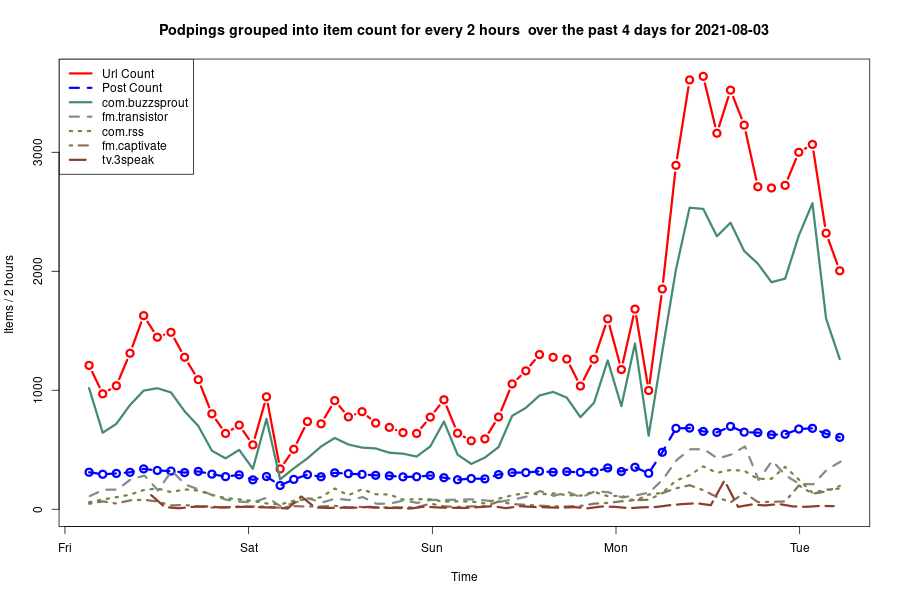 Podpings grouped into item count for every 2 hours  over the past 4 days for 2021-08-03
Url Count
Post Count
com.buzzsprout
fm.transistor
com.rss
fm.captivate
tv.3speak
3000
2000
1000
0
Items / 2 hours
Fri Sat Sun Mon Tue
Time